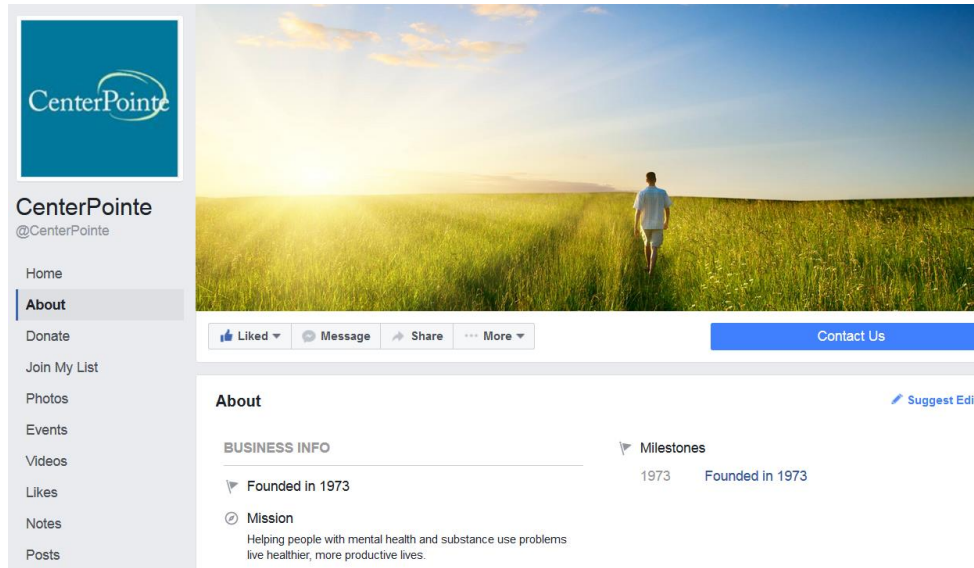 CenterPointe
CenterPointe
@CenterPointe
Home
About
Donate
Join My List
Photos
Events
Videos
Likes
Notes
Posts
Liked
Message
Share
More
Contact Us
About
Suggest Edi
BUSINESS INFO
Founded in 1973
Mission
Helping people with mental health and substance use problems
live healthier, more productive lives.
Milestones
1973 Founded in 1973